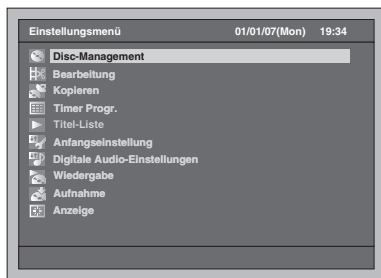 Einstellungsmenü 01/01/07(Mon) 19:34
Disc-Management
Bearbeitung
Kopieren
Timer Progr.
Titel-Liste
Anfangseinstellung
Digitale Audio-Einstellungen
Wiedergabe
Aufnahme
Anzeige